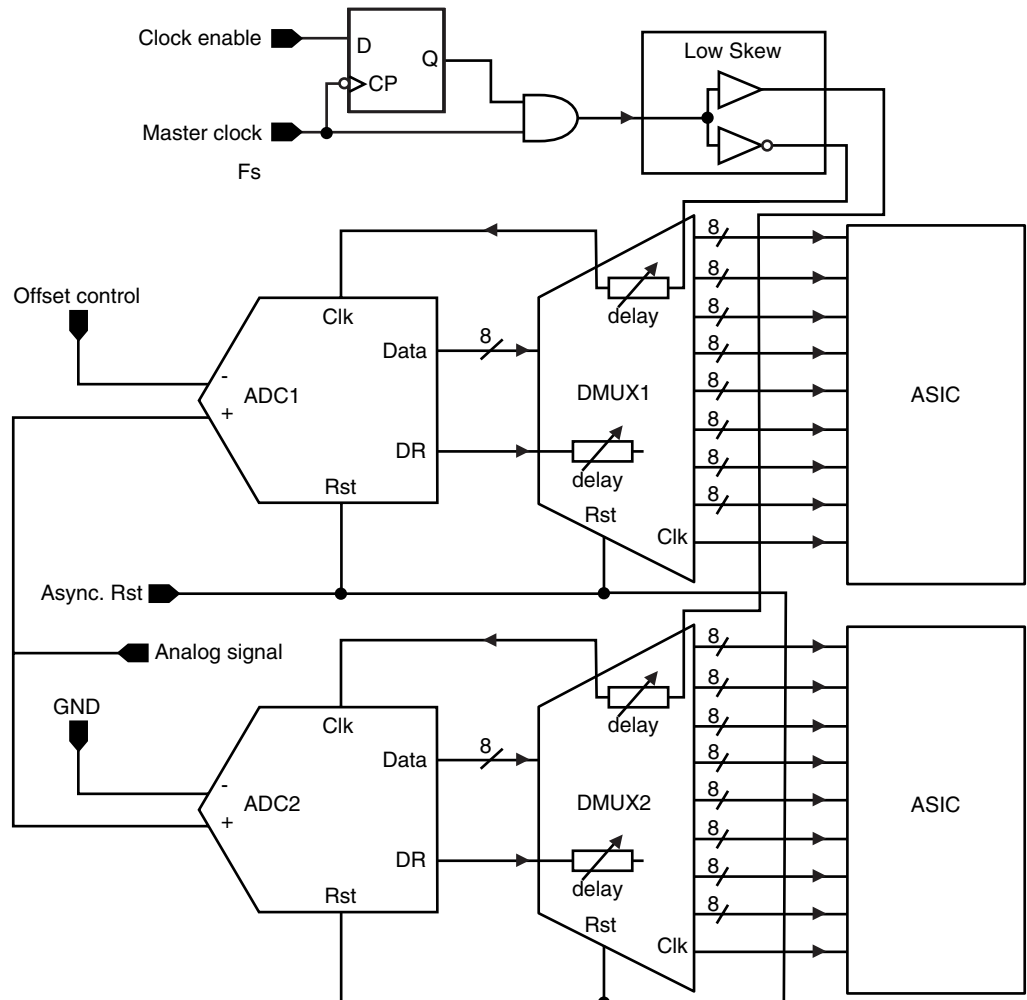 Clock enable
D
Q
CP
Master clock
Fs
Low Skew
Offset control
Clk
Data
8
ADC1
-
+
DR
Rst
delay
DMUX1
delay
Rst
Clk
8
8
8
8
8
8
8
8
ASIC
Async. Rst
Analog signal
GND
Clk
Data
8
ADC2
-
+
DR
Rst
delay
DMUX2
delay
Rst
Clk
8
8
8
8
8
8
8
8
ASIC